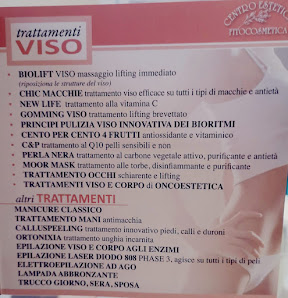 trattamenti
VISO
CENTRO ESTETICO
FITOCOSMETICA
• BIOLIFT VISO massaggio lifting immediato
(riposiziona le strutture del viso)
• CHIC MACCHIE trattamento viso efficace su tutti i tipi di macchie e antietà
• NEW LIFE trattamento alla vitamina C
• GOMMING VISO trattamento lifting brevettato
• PRINCIPI PULIZIA VISO INNOVATIVA DEI BIORITMI
• CENTO PER CENTO 4 FRUTTI antiossidante e vitaminico
• C&P trattamento al Q10 pelli sensibili e non
• PERLA NERA trattamento al carbone vegetale attivo, purificante e antietà
• MOOR MASK trattamento alle torbe, disinfiammante e purificante
• TRATTAMENTO OCCHI schiarente e lifting
• TRATTAMENTI VISO E CORPO di ONCOESTETICA
altri TRATTAMENTI
MANICURE CLASSICO
TRATTAMENTO MANI antimacchia
CALLUSPEELING trattamento innovativo piedi, calli e duroni
ORTONIXIA trattamento unghia incarnita
EPILAZIONE VISO E CORPO AGLI ENZIMI
EPILAZIONE LASER DIODO 808 PHASE 3, agisce su tutti i tipi di peli
ELETTROEPILAZIONE AD AGO
LAMPADA ABBRONZANTE
TRUCCO GIORNO, SERA, SPOSA